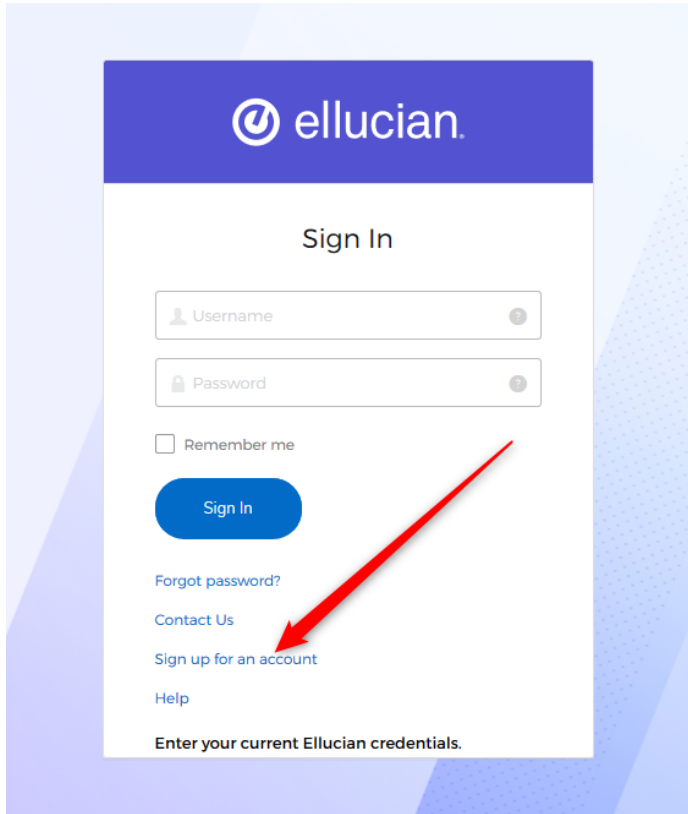 ellucian.
Sign In
Username
?
Password
?
Remember me
Sign In
Forgot password?
Contact Us
Sign up for an account
Help
Enter your current Ellucian credentials.